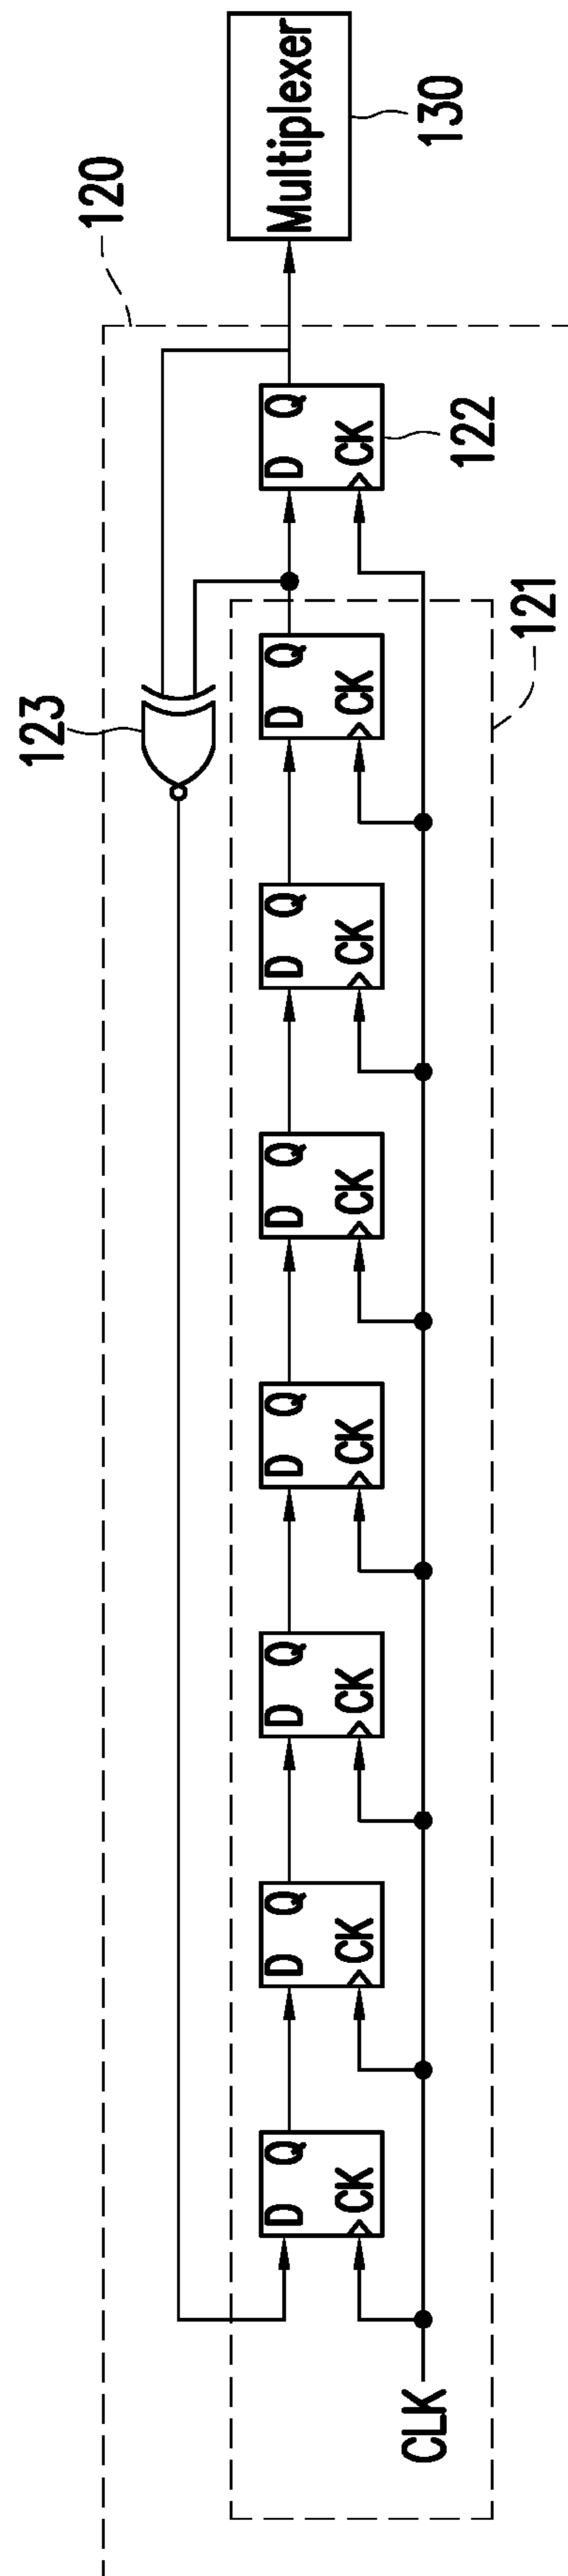 120
123
D Q
CK
D Q
CK
D Q
CK
D Q
CK
D Q
CK
D Q
CK
D Q
CK
D Q
CK
Multiplexer
130
122
121
CLK